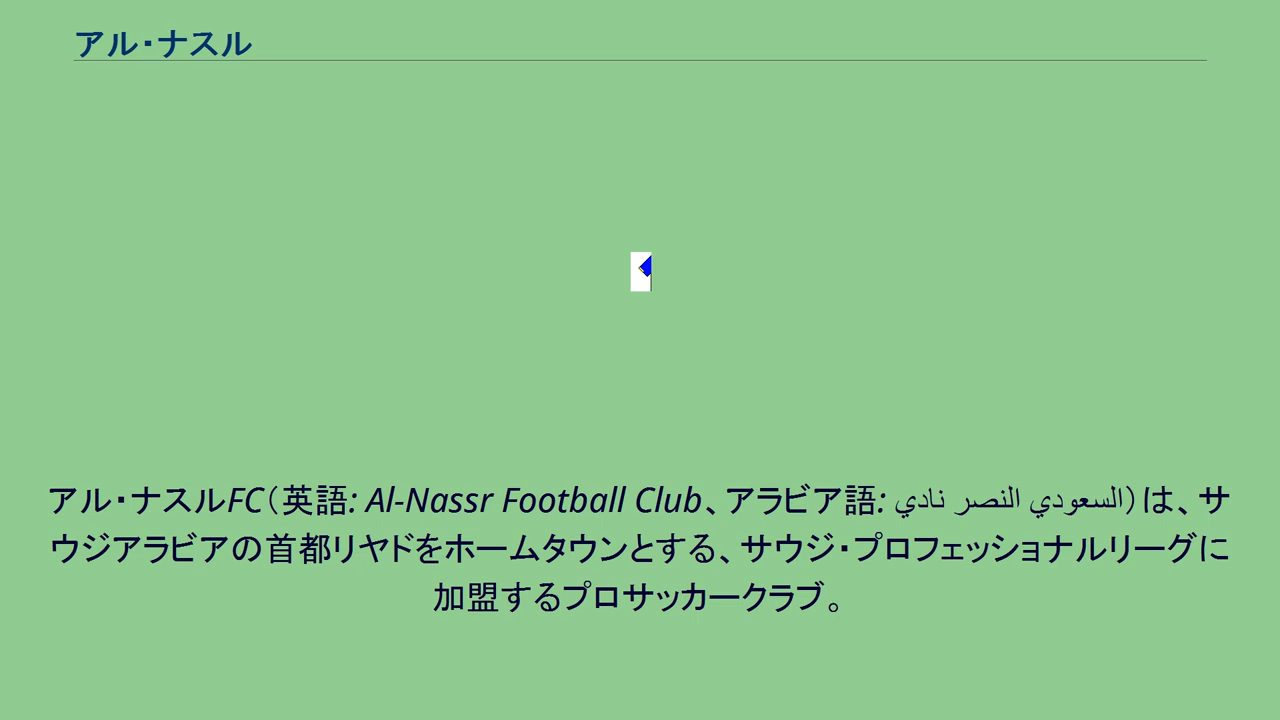 アル・ナスル
アル・ナスルFC（英語: Al-Nassr Football Club、アラビア語: نادي النصر السعودي）は、サ
ウジアラビアの首都リヤドをホームタウンとする、サウジ・プロフェッショナルリーグに
加盟するプロサッカークラブ。